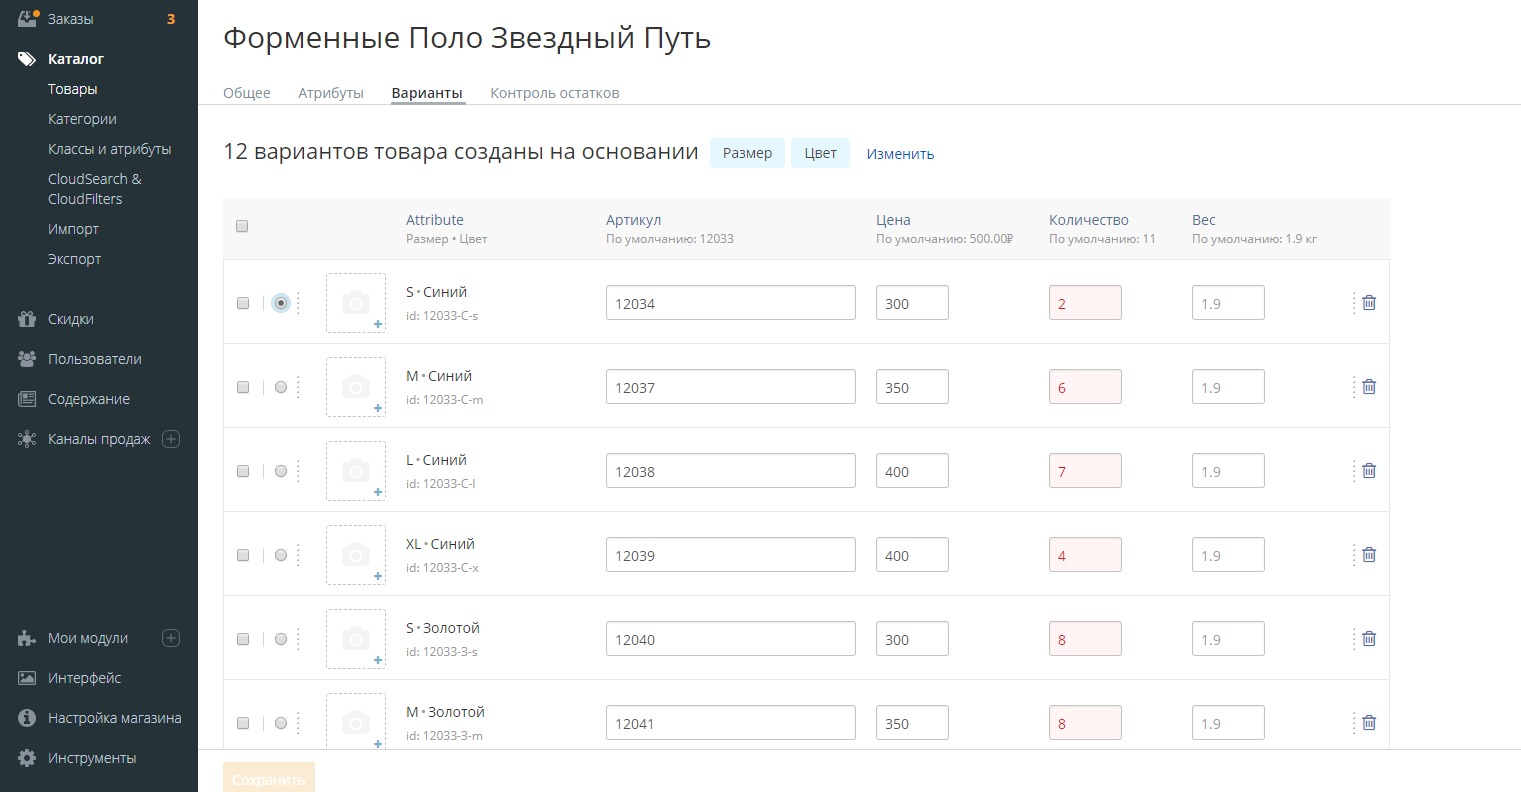 Заказы 3
Каталог
Товары
Категории
Классы и атрибуты
CloudSearch &
CloudFilters
Импорт
Экспорт
Скидки
Пользователи
Содержание
Каналы продаж
Мои модули
Интерфейс
Настройка магазина
Инструменты
Форменные Поло Звездный Путь
Общее Атрибуты Варианты Контроль остатков
12 вариантов товара созданы на основании Размер Цвет Изменить
Attribute Артикул Цена Количество Вес
Размер • Цвет По умолчанию: 12033 По умолчанию: 500.00₽ По умолчанию: 11 По умолчанию: 1.9 кг
S • Синий 12034 300 2 1.9
id: 12033-C-s
M • Синий 12037 350 6 1.9
id: 12033-C-m
L • Синий 12038 400 7 1.9
id: 12033-C-l
XL • Синий 12039 400 4 1.9
id: 12033-C-x
S • Золотой 12040 300 8 1.9
id: 12033-З-s
M • Золотой 12041 350 8 1.9
id: 12033-З-m
Сохранить